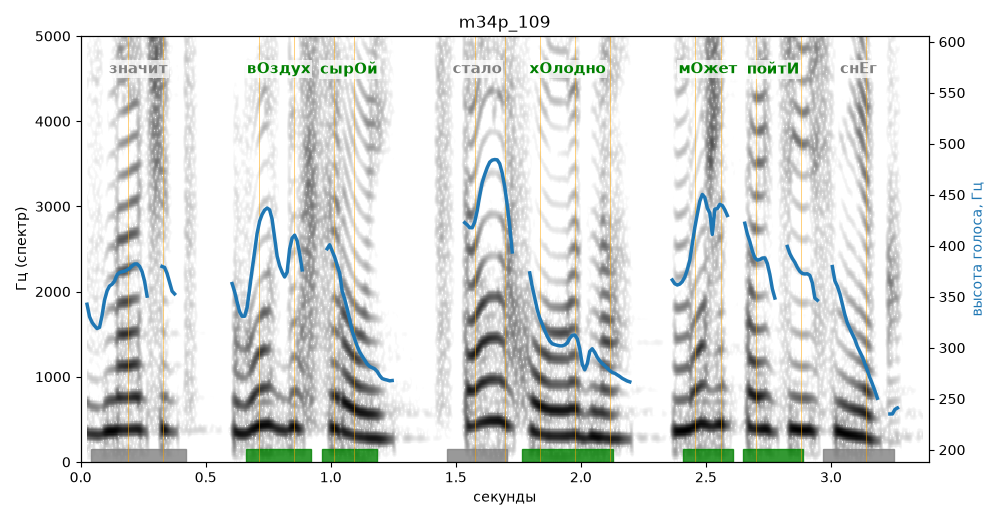 m34p_109
значит вОздух сырОй стало хОлодно мОжет пойтИ снЕг
Гц (спектр)
5000
4000
3000
2000
1000
0
600
550
500
450
400
350
300
250
200
высота голоса, Гц
0.0 0.5 1.0 1.5 2.0 2.5 3.0
секунды